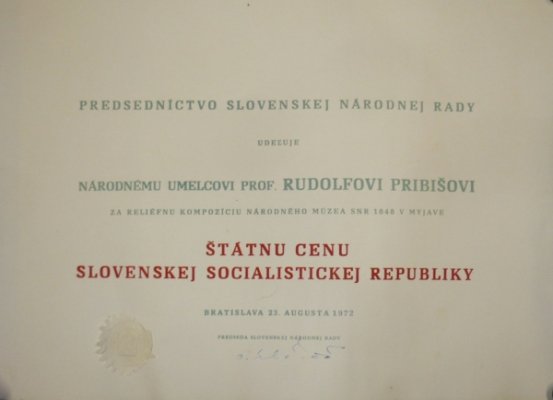 PREDSEDNÍCTVO SLOVENSKEJ NÁRODNEJ RADY
UDEĽUJE
NÁRODNÉMU UMELCOVI PROF. RUDOLFOVI PRIBIŠOVI
ZA RELIÉFNU KOMPOZÍCIU NÁRODNÉHO MÚZEA SNR 1848 V MYJAVE
ŠTÁTNU CENU
SLOVENSKEJ SOCIALISTICKEJ REPUBLIKY
BRATISLAVA 23. AUGUSTA 1972
PREDSEDA SLOVENSKEJ NÁRODNEJ RADY